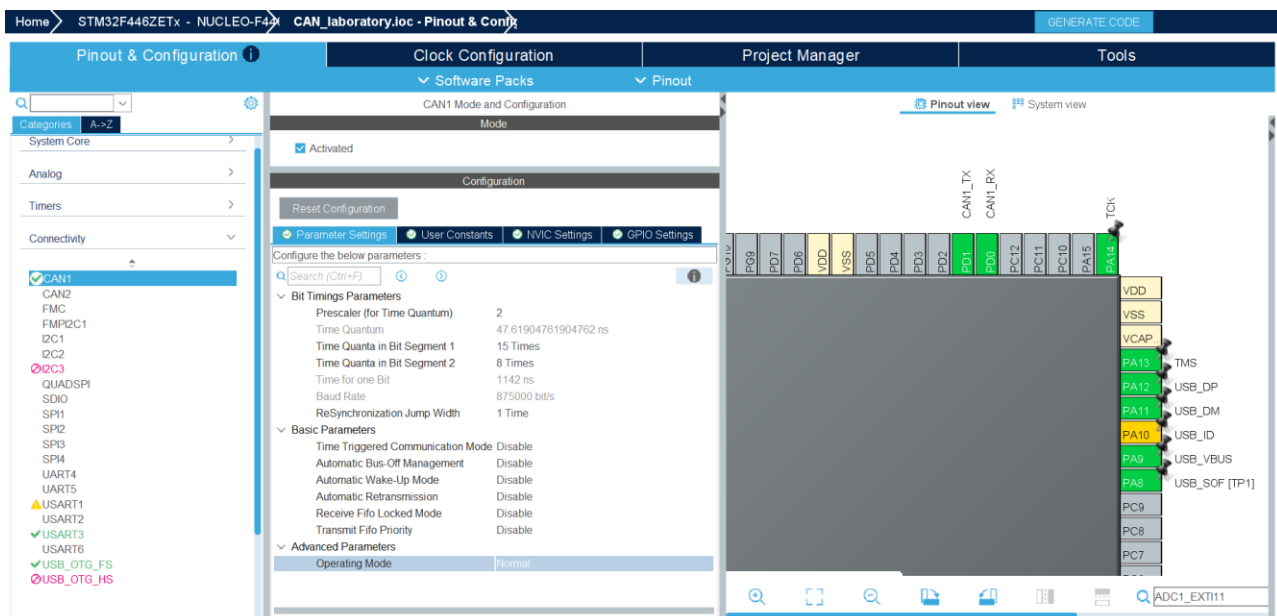 Home STM32F446ZETx - NUCLEO-F44 CAN_laboratory.ioc - Pinout & Config GENERATE CODE
Pinout & Configuration Clock Configuration Project Manager Tools
Software Packs Pinout
CAN1 Mode and Configuration
Mode
Activated
Configuration
Reset Configuration
Parameter Settings User Constants NVIC Settings GPIO Settings
Configure the below parameters :
Search (Ctrl+F)
Bit Timings Parameters
Prescaler (for Time Quantum) 2
Time Quantum 47.61904761904762 ns
Time Quanta in Bit Segment 1 15 Times
Time Quanta in Bit Segment 2 8 Times
Time for one Bit 1142 ns
Baud Rate 875000 bit/s
ReSynchronization Jump Width 1 Time
Basic Parameters
Time Triggered Communication Mode Disable
Automatic Bus-Off Management Disable
Automatic Wake-Up Mode Disable
Automatic Retransmission Disable
Receive Fifo Locked Mode Disable
Transmit Fifo Priority Disable
Advanced Parameters
Operating Mode Normal
Categories A->Z
System Core
Analog
Timers
Connectivity
CAN1
CAN2
FMC
FMPI2C1
I2C1
I2C2
I2C3
QUADSPI
SDIO
SPI1
SPI2
SPI3
SPI4
UART4
UART5
USART1
USART2
USART3
USART6
USB_OTG_FS
USB_OTG_HS
Pinout view System view
CAN1_TX
CAN1_RX
TCK
PG9
PD7
PD6
VDD
VSS
PD5
PD4
PD3
PD2
PD1
PD0
PC12
PC11
PC10
PA15
PA14
VDD
VSS
VCAP..
PA13 TMS
PA12 USB_DP
PA11 USB_DM
PA10 USB_ID
PA9 USB_VBUS
PA8 USB_SOF [TP1]
PC9
PC8
PC7
ADC1_EXTI11